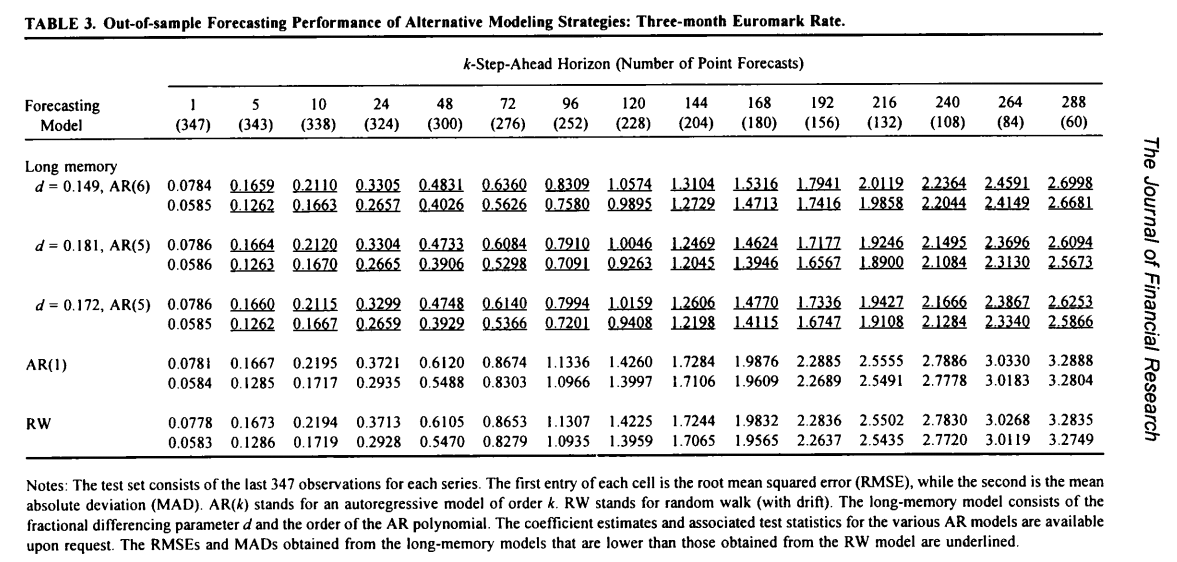 TABLE 3. Out-of-sample Forecasting Performance of Alternative Modeling Strategies: Three-month Euromark Rate.
k-Step-Ahead Horizon (Number of Point Forecasts)
Forecasting 1 5 10 24 48 72 96 120 144 168 192 216 240 264 288
Model (347) (343) (338) (324) (300) (276) (252) (228) (204) (180) (156) (132) (108) (84) (60)
Long memory
d = 0.149, AR(6) 0.0784 0.1659 0.2110 0.3305 0.4831 0.6360 0.8309 1.0574 1.3104 1.5316 1.7941 2.0119 2.2364 2.4591 2.6998
0.0585 0.1262 0.1663 0.2657 0.4026 0.5626 0.7580 0.9895 1.2729 1.4713 1.7416 1.9858 2.2044 2.4149 2.6681
d = 0.181, AR(5) 0.0786 0.1664 0.2120 0.3304 0.4733 0.6084 0.7910 1.0046 1.2469 1.4624 1.7177 1.9246 2.1495 2.3696 2.6094
0.0586 0.1263 0.1670 0.2665 0.3906 0.5298 0.7091 0.9263 1.2045 1.3946 1.6567 1.8900 2.1084 2.3130 2.5673
d = 0.172, AR(5) 0.0786 0.1660 0.2115 0.3299 0.4748 0.6140 0.7994 1.0159 1.2606 1.4770 1.7336 1.9427 2.1666 2.3867 2.6253
0.0585 0.1262 0.1667 0.2659 0.3929 0.5366 0.7201 0.9408 1.2198 1.4115 1.6747 1.9108 2.1284 2.3340 2.5866
AR(1) 0.0781 0.1667 0.2195 0.3721 0.6120 0.8674 1.1336 1.4260 1.7284 1.9876 2.2885 2.5555 2.7886 3.0330 3.2888
0.0584 0.1285 0.1717 0.2935 0.5488 0.8303 1.0966 1.3997 1.7106 1.9609 2.2689 2.5491 2.7778 3.0183 3.2804
RW 0.0778 0.1673 0.2194 0.3713 0.6105 0.8653 1.1307 1.4225 1.7244 1.9832 2.2836 2.5502 2.7830 3.0268 3.2835
0.0583 0.1286 0.1719 0.2928 0.5470 0.8279 1.0935 1.3959 1.7065 1.9565 2.2637 2.5435 2.7720 3.0119 3.2749
Notes: The test set consists of the last 347 observations for each series. The first entry of each cell is the root mean squared error (RMSE), while the second is the mean
absolute deviation (MAD). AR(k) stands for an autoregressive model of order k. RW stands for random walk (with drift). The long-memory model consists of the
fractional differencing parameter d and the order of the AR polynomial. The coefficient estimates and associated test statistics for the various AR models are available
upon request. The RMSEs and MADs obtained from the long-memory models that are lower than those obtained from the RW model are underlined.
The Journal of Financial Research